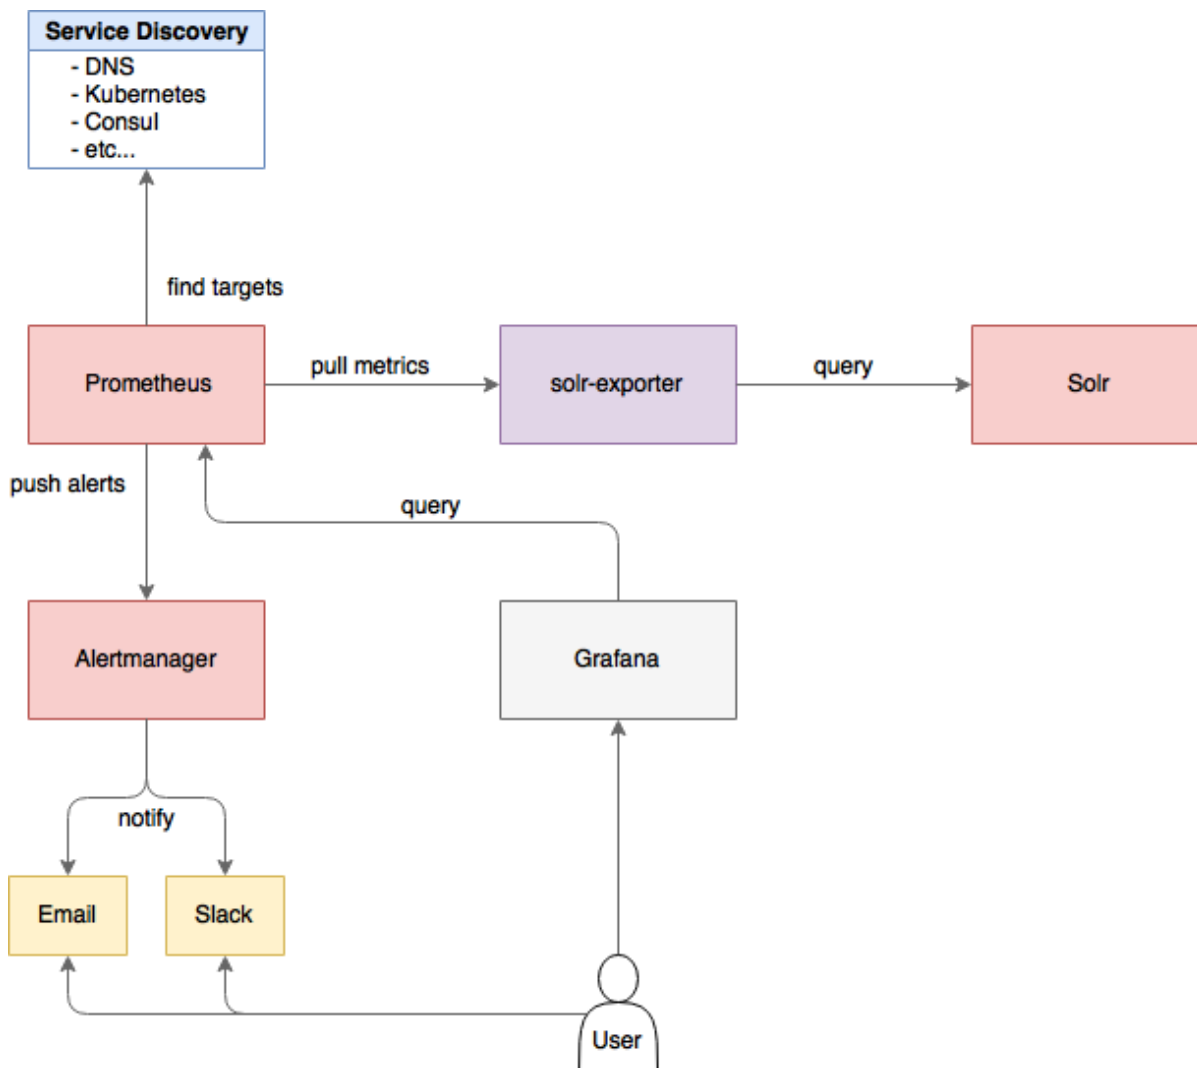 Service Discovery
- DNS
- Kubernetes
- Consul
- etc...
find targets
Prometheus
pull metrics
solr-exporter
query
Solr
push alerts
query
Alertmanager
Grafana
notify
Email
Slack
User